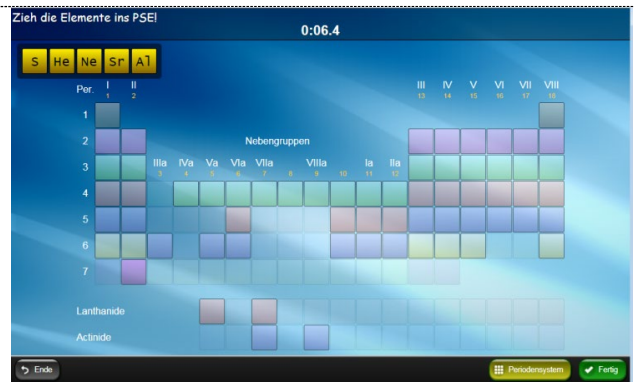 Zieh die Elemente ins PSE!
0:06.4
S He Ne Sr Al
Per. I II III IV V VI VII VIII
1 2 13 14 15 16 17 18
1
2 Nebengruppen
3 IIIa IVa Va VIa VIIa VIIIa Ia IIa
3 4 5 6 7 8 9 10 11 12
4
5
6
7
Lanthanide
Actinide
Ende Periodensystem Fertig